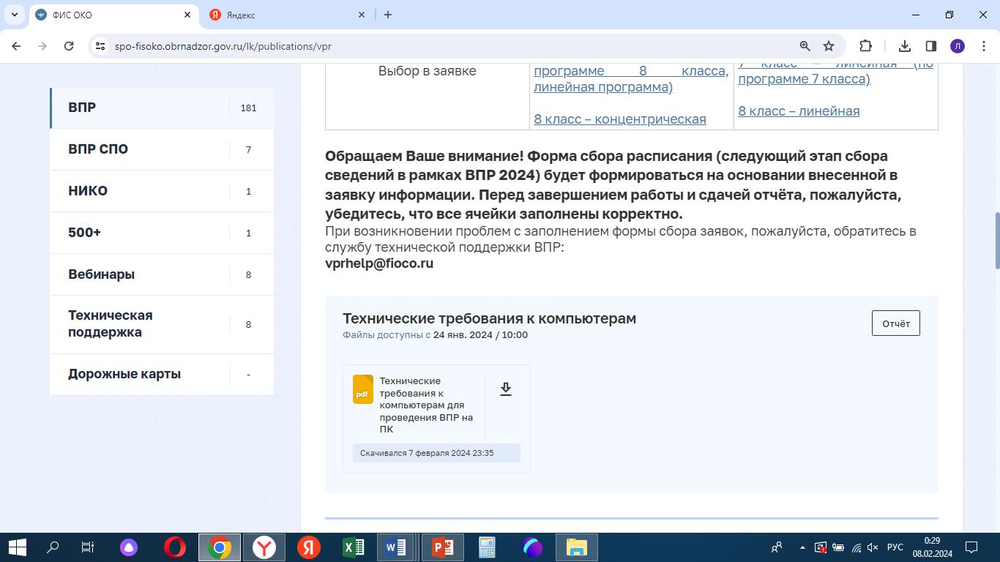 ФИС ОКО
Яндекс
spo-fisoko.obrnadzor.gov.ru/lk/publications/vpr
Л
ВПР 181
ВПР СПО 7
НИКО 1
500+ 1
Вебинары 8
Техническая
поддержка 8
Дорожные карты -
Выбор в заявке
программе 8 класса,
линейная программа)
8 класс – концентрическая
7 класс – линейная (по
программе 7 класса)
8 класс – линейная
Обращаем Ваше внимание! Форма сбора расписания (следующий этап сбора
сведений в рамках ВПР 2024) будет формироваться на основании внесенной в
заявку информации. Перед завершением работы и сдачей отчёта, пожалуйста,
убедитесь, что все ячейки заполнены корректно.
При возникновении проблем с заполнением формы сбора заявок, пожалуйста, обратитесь в
службу технической поддержки ВПР:
vprhelp@fioco.ru
Технические требования к компьютерам
Отчёт
Файлы доступны с 24 янв. 2024 / 10:00
pdf
Технические
требования к
компьютерам для
проведения ВПР на
ПК
Скачивался 7 февраля 2024 23:35
РУС
0:29
08.02.2024